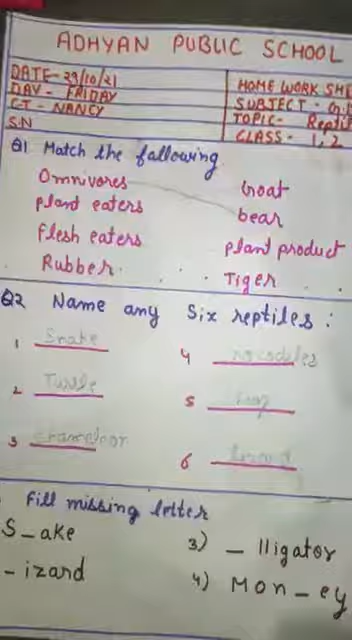 ADHYAN PUBLIC SCHOOL
DATE- 29/10/21
HOME WORK SHE
DAY - FRIDAY
SUBJECT -
CT - NANCY
TOPIC- Repti
S.N
CLASS - 1, 2
Q1 Match the fallowing
Omnivores Goat
plant eaters bear
flesh eaters plant product
Rubber Tiger
Q2 Name any Six reptiles :
1 Snake 4 crocodiles
2 Turtle 5
3 chameleon 6 lizard
Fill missing letter
S_ake 3) _ lligator
_ izard 4) Mon_ey